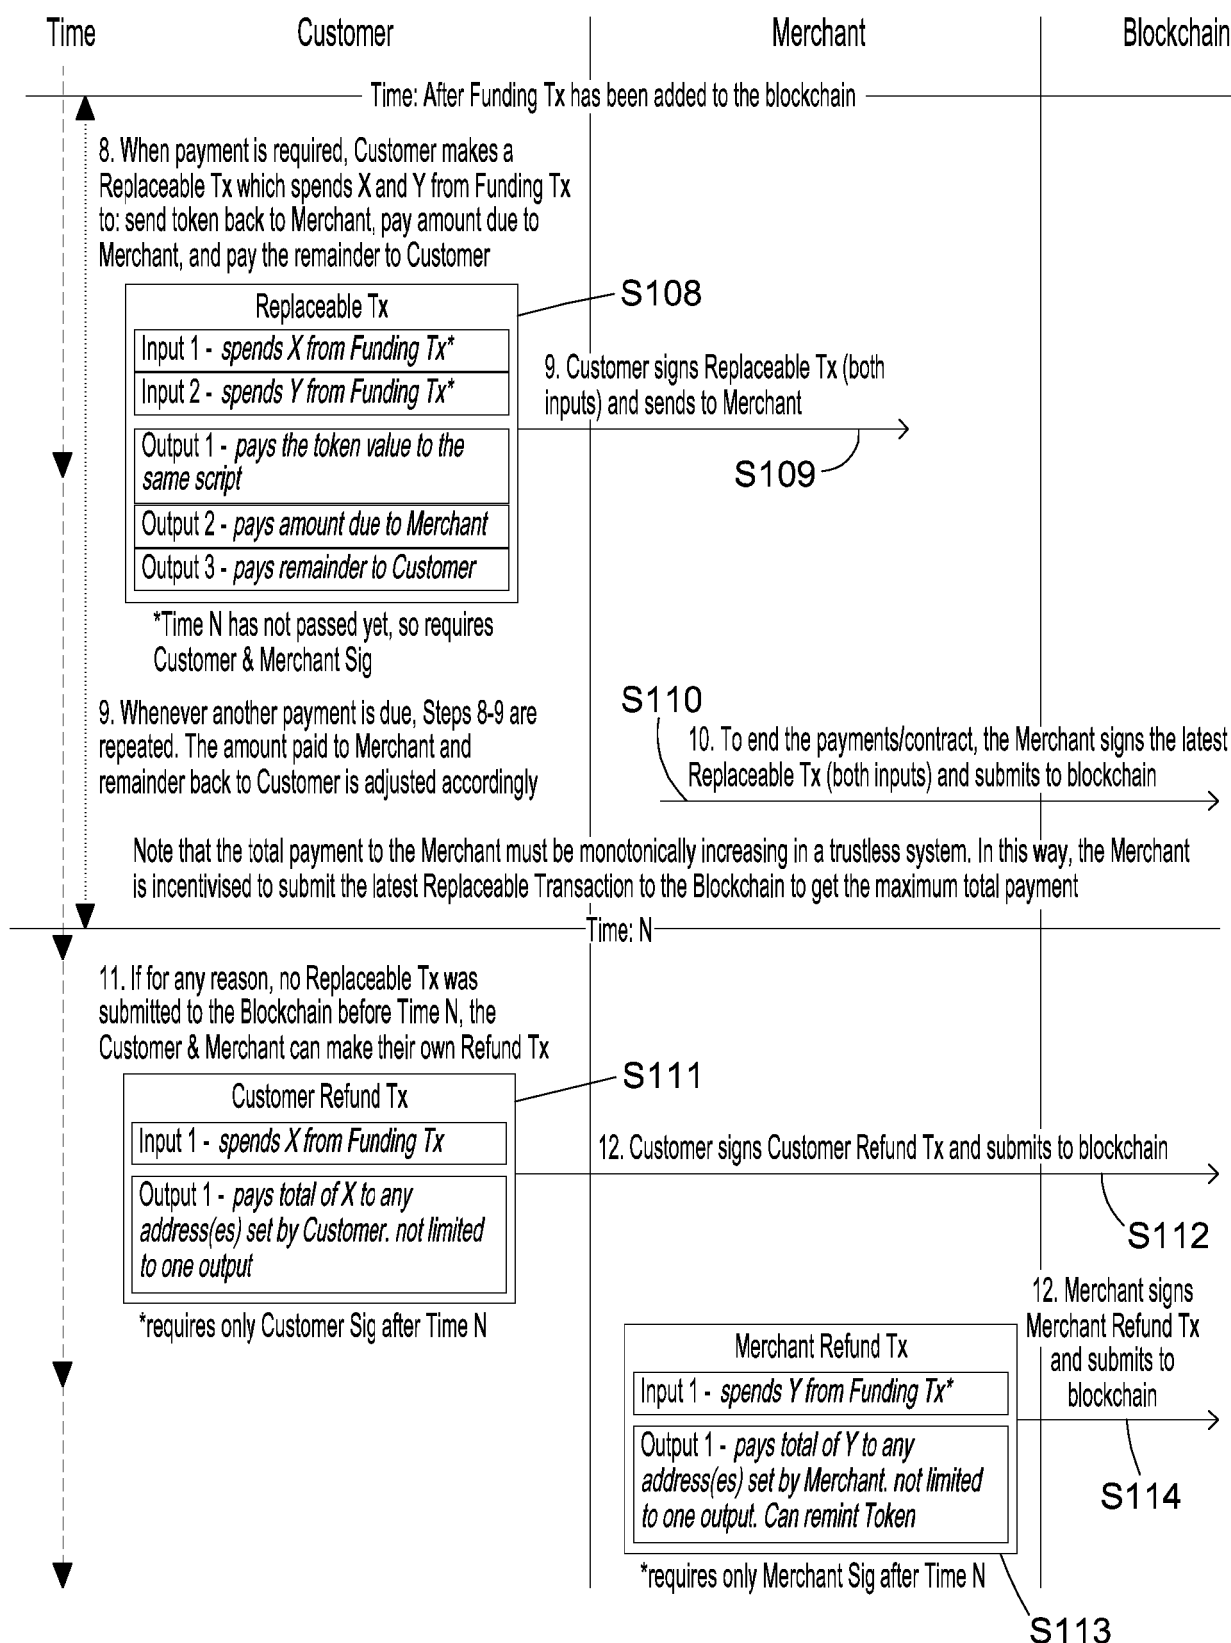 Time
Customer
Merchant
Blockchain
Time: After Funding Tx has been added to the blockchain
8. When payment is required, Customer makes a
Replaceable Tx which spends X and Y from Funding Tx
to: send token back to Merchant, pay amount due to
Merchant, and pay the remainder to Customer
Replaceable Tx
S108
Input 1 - spends X from Funding Tx*
Input 2 - spends Y from Funding Tx*
Output 1 - pays the token value to the
same script
Output 2 - pays amount due to Merchant
Output 3 - pays remainder to Customer
*Time N has not passed yet, so requires
Customer & Merchant Sig
9. Customer signs Replaceable Tx (both
inputs) and sends to Merchant
S109
9. Whenever another payment is due, Steps 8-9 are
repeated. The amount paid to Merchant and
remainder back to Customer is adjusted accordingly
S110
10. To end the payments/contract, the Merchant signs the latest
Replaceable Tx (both inputs) and submits to blockchain
Note that the total payment to the Merchant must be monotonically increasing in a trustless system. In this way, the Merchant
is incentivised to submit the latest Replaceable Transaction to the Blockchain to get the maximum total payment
Time: N
11. If for any reason, no Replaceable Tx was
submitted to the Blockchain before Time N, the
Customer & Merchant can make their own Refund Tx
Customer Refund Tx
S111
Input 1 - spends X from Funding Tx
Output 1 - pays total of X to any
address(es) set by Customer. not limited
to one output
*requires only Customer Sig after Time N
12. Customer signs Customer Refund Tx and submits to blockchain
S112
Merchant Refund Tx
Input 1 - spends Y from Funding Tx*
Output 1 - pays total of Y to any
address(es) set by Merchant. not limited
to one output. Can remint Token
*requires only Merchant Sig after Time N
S113
12. Merchant signs
Merchant Refund Tx
and submits to
blockchain
S114